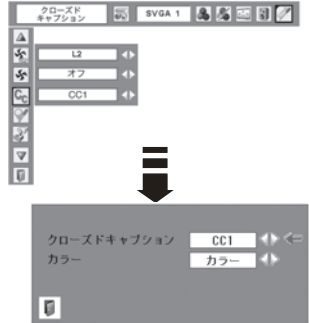 クローズド
キャプション
SVGA 1
L2
オフ
Cc
CC1
クローズドキャプション CC1
カラー カラー